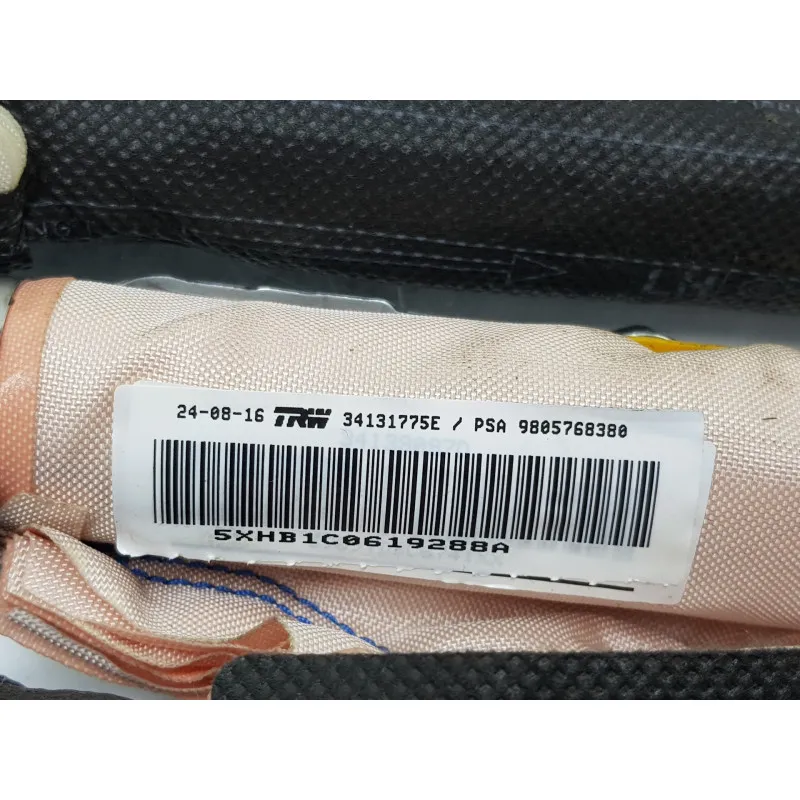 24-08-16 TRW 34131775E / PSA 9805768380
5XHB1C0619288A